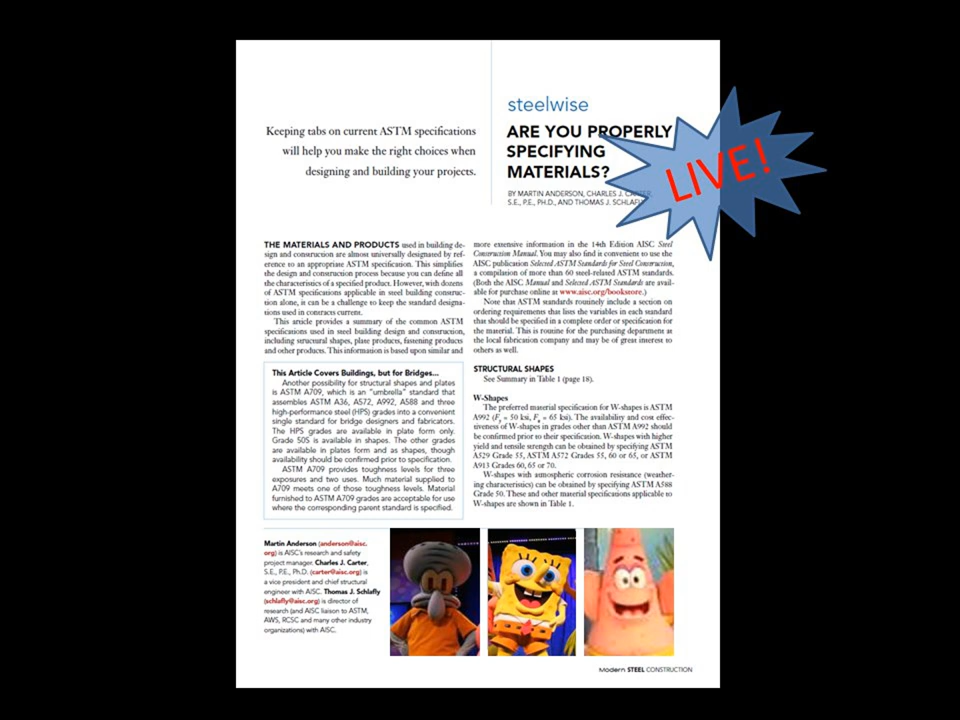 steelwise
Keeping tabs on current ASTM specifications
will help you make the right choices when
designing and building your projects.
ARE YOU PROPERLY
SPECIFYING
MATERIALS?
BY MARTIN ANDERSON, CHARLES J. CARTER,
S.E., P.E., PH.D., AND THOMAS J. SCHLAFLY
LIVE!
THE MATERIALS AND PRODUCTS used in building de-
sign and construction are almost universally designated by ref-
erence to an appropriate ASTM specification. This simplifies
the design and construction process because you can define all
the characteristics of a specified product. However, with dozens
of ASTM specifications applicable in steel building construc-
tion alone, it can be a challenge to keep the standard designa-
tions used in contracts current.
This article provides a summary of the common ASTM
specifications used in steel building design and construction,
including structural shapes, plate products, fastening products
and other products. This information is based upon similar and
This Article Covers Buildings, but for Bridges...
Another possibility for structural shapes and plates
is ASTM A709, which is an "umbrella" standard that
assembles ASTM A36, A572, A992, A588 and three
high-performance steel (HPS) grades into a convenient
single standard for bridge designers and fabricators.
The HPS grades are available in plate form only.
Grade 50S is available in shapes. The other grades
are available in plates form and as shapes, though
availability should be confirmed prior to specification.
ASTM A709 provides toughness levels for three
exposures and two uses. Much material supplied to
A709 meets one of those toughness levels. Material
furnished to ASTM A709 grades are acceptable for use
where the corresponding parent standard is specified.
more extensive information in the 14th Edition AISC Steel
Construction Manual. You may also find it convenient to use the
AISC publication Selected ASTM Standards for Steel Construction,
a compilation of more than 60 steel-related ASTM standards.
(Both the AISC Manual and Selected ASTM Standards are avail-
able for purchase online at www.aisc.org/bookstore.)
Note that ASTM standards routinely include a section on
ordering requirements that lists the variables in each standard
that should be specified in a complete order or specification for
the material. This is routine for the purchasing department at
the local fabrication company and may be of great interest to
others as well.
STRUCTURAL SHAPES
See Summary in Table 1 (page 18).
W-Shapes
The preferred material specification for W-shapes is ASTM
A992 (Fy = 50 ksi, Fu = 65 ksi). The availability and cost effec-
tiveness of W-shapes in grades other than ASTM A992 should
be confirmed prior to their specification. W-shapes with higher
yield and tensile strength can be obtained by specifying ASTM
A529 Grade 55, ASTM A572 Grades 55, 60 or 65, or ASTM
A913 Grades 60, 65 or 70.
W-shapes with atmospheric corrosion resistance (weather-
ing characteristics) can be obtained by specifying ASTM A588
Grade 50. These and other material specifications applicable to
W-shapes are shown in Table 1.
Martin Anderson (anderson@aisc.
org) is AISC's research and safety
project manager. Charles J. Carter,
S.E., P.E., Ph.D. (carter@aisc.org) is
a vice president and chief structural
engineer with AISC. Thomas J. Schlafly
(schlafly@aisc.org) is director of
research (and AISC liaison to ASTM,
AWS, RCSC and many other industry
organizations) with AISC.
Modern STEEL CONSTRUCTION